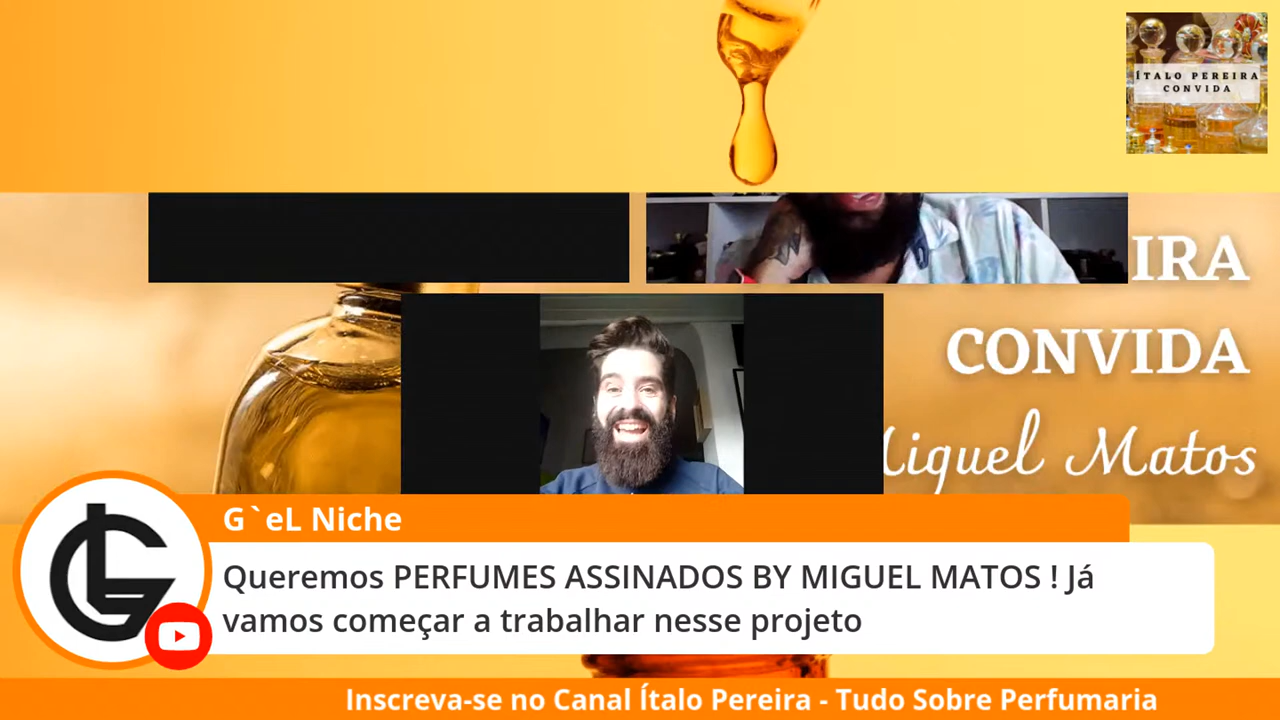 ÍTALO PEREIRA
CONVIDA
IRA
CONVIDA
Miguel Matos
G`eL Niche
Queremos PERFUMES ASSINADOS BY MIGUEL MATOS ! Já
vamos começar a trabalhar nesse projeto
Inscreva-se no Canal Ítalo Pereira - Tudo Sobre Perfumaria